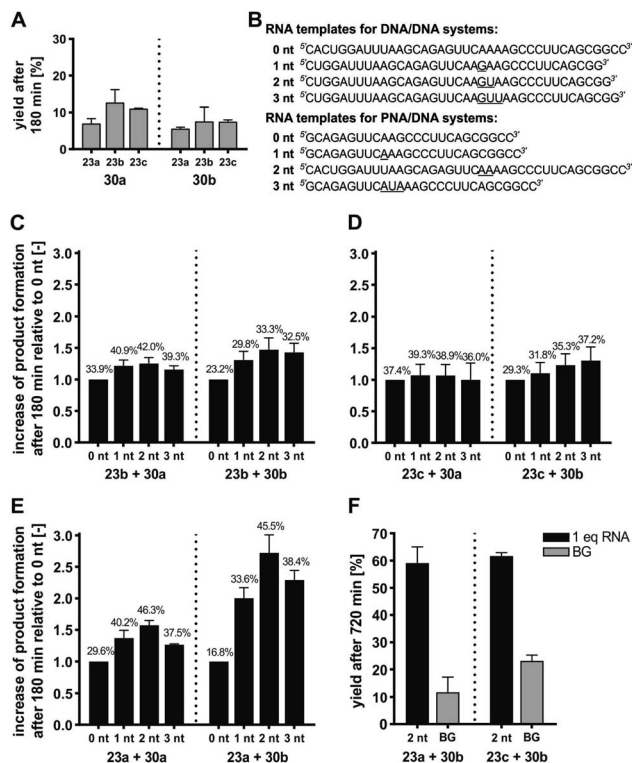 A
yield after
180 min [%]
30
20
10
0
23a 23b 23c 23a 23b 23c
30a 30b
B
RNA templates for DNA/DNA systems:
0 nt 5'CACUGGAUUUAAGCAGAGUUCAAAAGCCCUUCAGCGGCC3'
1 nt 5'CACUGGAUUUAAGCAGAGUUCAAGAAGCCCUUCAGCGG3'
2 nt 5'CACUGGAUUUAAGCAGAGUUCAAGUAAGCCCUUCAGCGG3'
3 nt 5'CACUGGAUUUAAGCAGAGUUCAAGUUAAGCCCUUCAGCGG3'
RNA templates for PNA/DNA systems:
0 nt 5'GCAGAGUUCAAGCCCUUCAGCGGCC3'
1 nt 5'GCAGAGUUCAAAGCCCUUCAGCGGCC3'
2 nt 5'CACUGGAUUUAAGCAGAGUUCAAAAGCCCUUCAGCGGCC3'
3 nt 5'GCAGAGUUCAUAAAGCCCUUCAGCGGCC3'
C
increase of product formation
after 180 min relative to 0 nt [-]
3.0
2.5
2.0
1.5
1.0
0.5
0.0
33.9% 40.9% 42.0% 39.3% 23.2% 29.8% 33.3% 32.5%
0 nt 1 nt 2 nt 3 nt 0 nt 1 nt 2 nt 3 nt
23b + 30a 23b + 30b
D
3.0
2.5
2.0
1.5
1.0
0.5
0.0
37.4% 39.3% 38.9% 36.0% 29.3% 31.8% 35.3% 37.2%
0 nt 1 nt 2 nt 3 nt 0 nt 1 nt 2 nt 3 nt
23c + 30a 23c + 30b
E
increase of product formation
after 180 min relative to 0 nt [-]
3.0
2.5
2.0
1.5
1.0
0.5
0.0
29.6% 40.2% 46.3% 37.5% 16.8% 33.6% 45.5% 38.4%
0 nt 1 nt 2 nt 3 nt 0 nt 1 nt 2 nt 3 nt
23a + 30a 23a + 30b
F
yield after 720 min [%]
70
60
50
40
30
20
10
0
1 eq RNA
BG
2 nt BG 2 nt BG
23a + 30b 23c + 30b